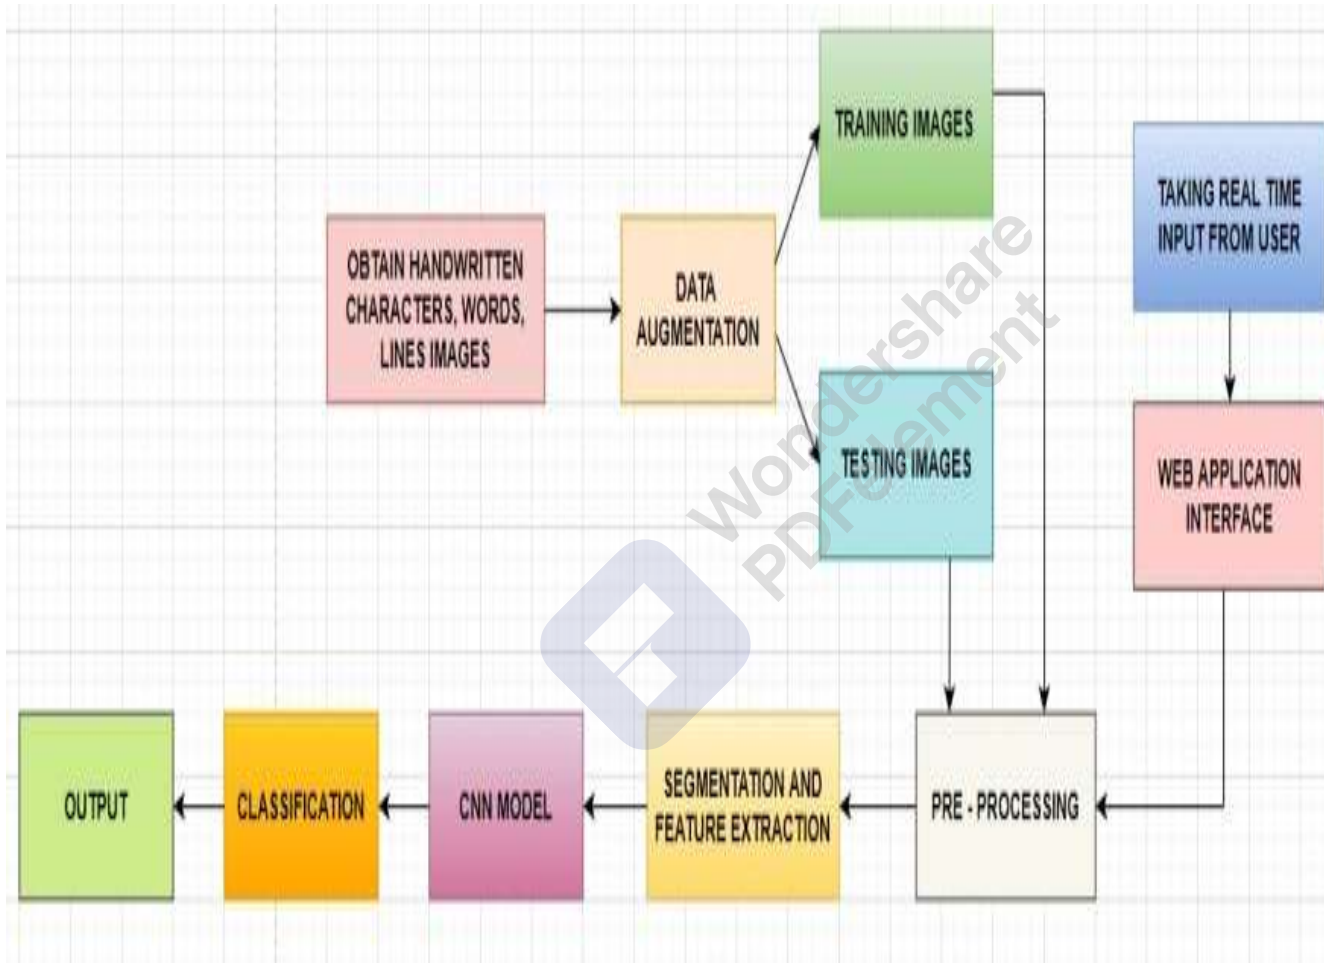 TRAINING IMAGES
TAKING REAL TIME
INPUT FROM USER
OBTAIN HANDWRITTEN
CHARACTERS, WORDS,
LINES IMAGES
DATA
AUGMENTATION
TESTING IMAGES
WEB APPLICATION
INTERFACE
Wondershare
PDFelement
OUTPUT
CLASSIFICATION
CNN MODEL
SEGMENTATION AND
FEATURE EXTRACTION
PRE - PROCESSING